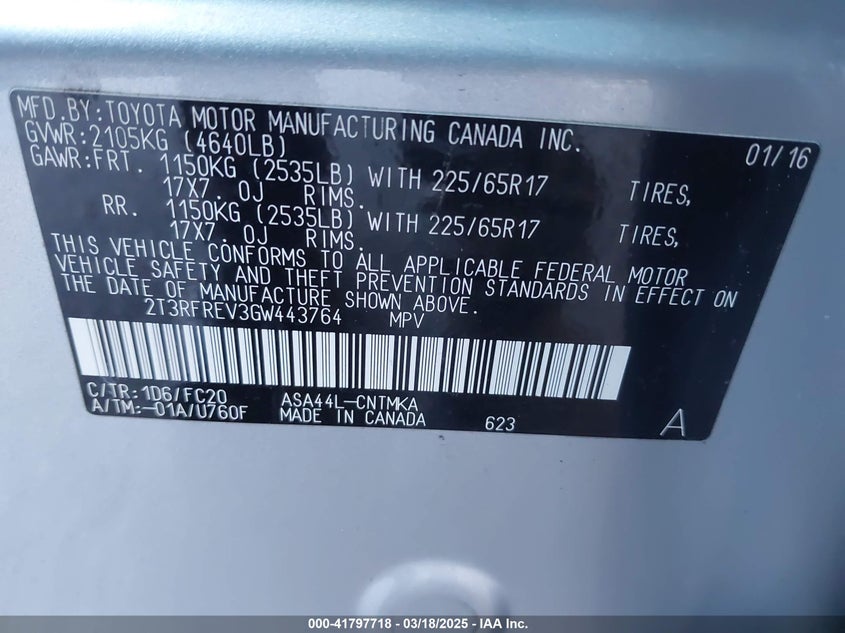 MFD.BY:TOYOTA MOTOR MANUFACTURING CANADA INC. 01/16
GVWR:2105KG (4640LB)
GAWR:FRT. 1150KG (2535LB) WITH 225/65R17 TIRES,
17X7. 0J RIMS.
RR. 1150KG (2535LB) WITH 225/65R17 TIRES,
17X7. 0J RIMS.
THIS VEHICLE CONFORMS TO ALL APPLICABLE FEDERAL MOTOR
VEHICLE SAFETY AND THEFT PREVENTION STANDARDS IN EFFECT ON
THE DATE OF MANUFACTURE SHOWN ABOVE.
2T3RFREV3GW443764 MPV
C/TR:1D6/FC20 ASA44L-CNTMKA
A/TM:-01A/U760F MADE IN CANADA 623 A
000-41797718 - 03/18/2025 - IAA Inc.